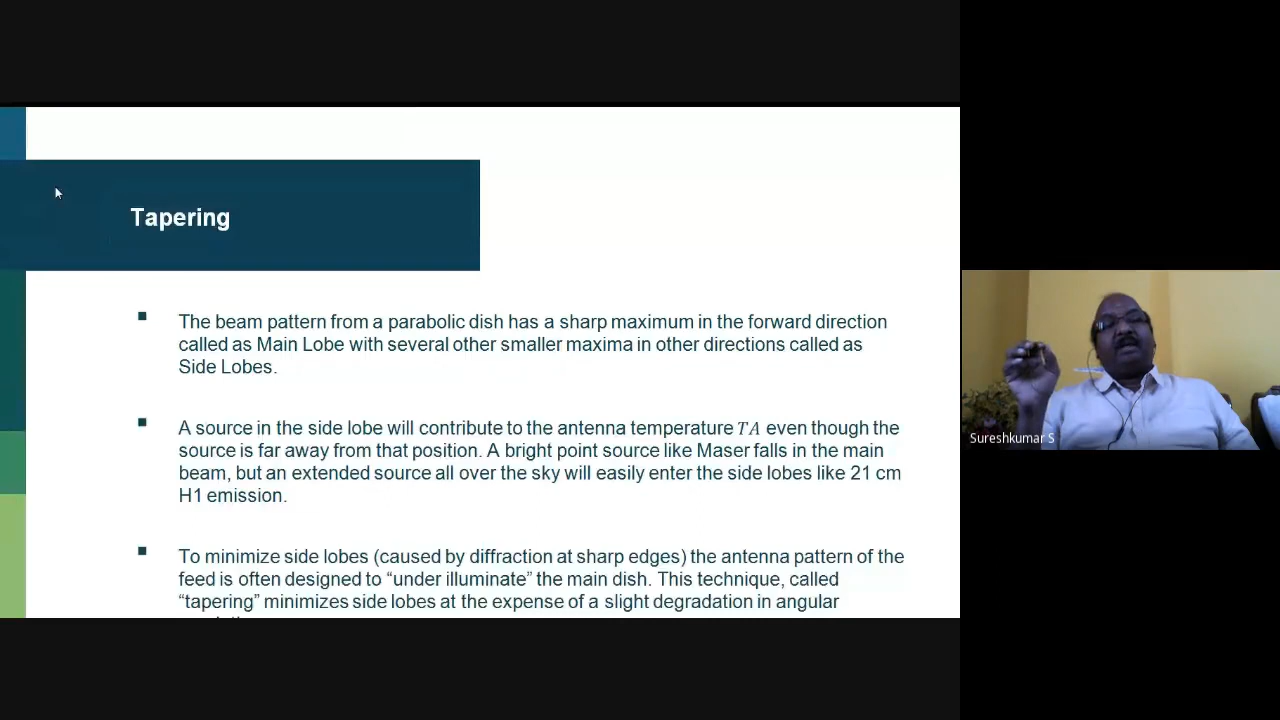 Tapering
The beam pattern from a parabolic dish has a sharp maximum in the forward direction
called as Main Lobe with several other smaller maxima in other directions called as
Side Lobes.
A source in the side lobe will contribute to the antenna temperature TA even though the
source is far away from that position. A bright point source like Maser falls in the main
beam, but an extended source all over the sky will easily enter the side lobes like 21 cm
H1 emission.
To minimize side lobes (caused by diffraction at sharp edges) the antenna pattern of the
feed is often designed to “under illuminate” the main dish. This technique, called
“tapering” minimizes side lobes at the expense of a slight degradation in angular
Sureshkumar S